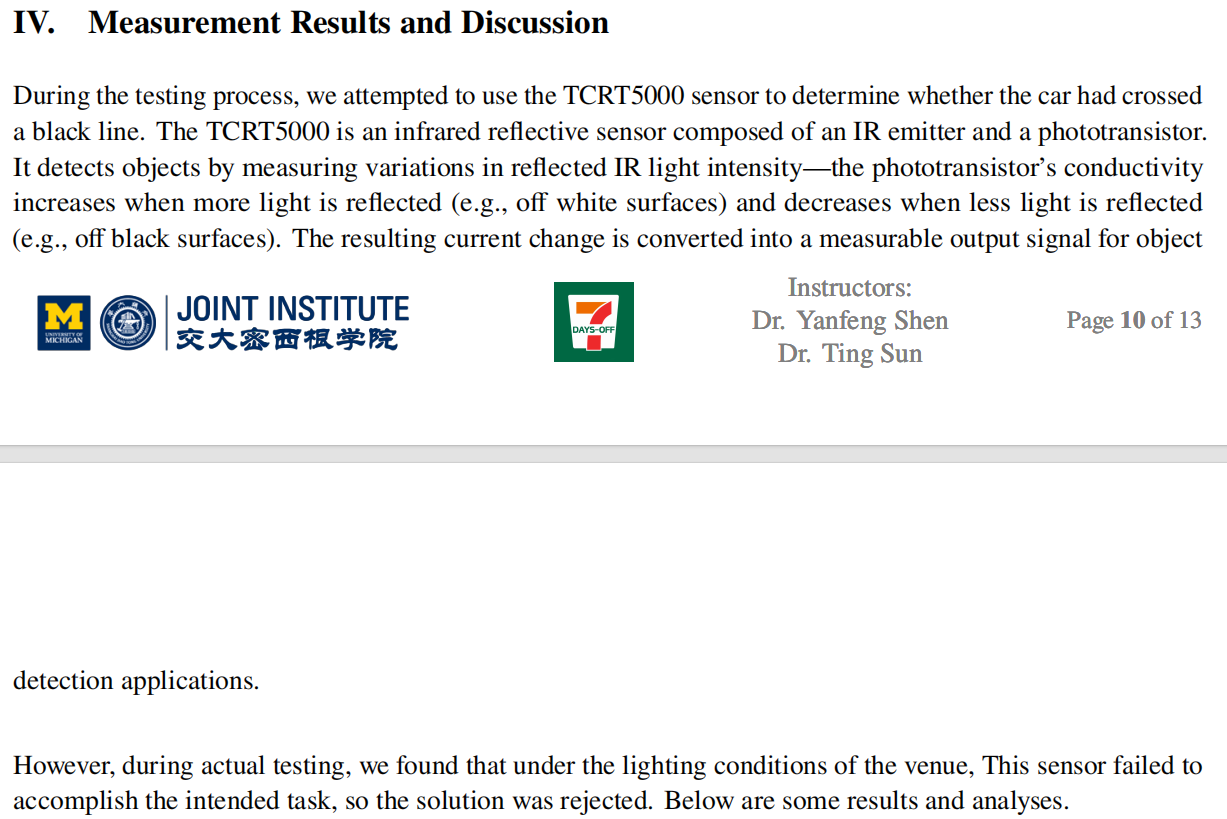 IV. Measurement Results and Discussion
During the testing process, we attempted to use the TCRT5000 sensor to determine whether the car had crossed
a black line. The TCRT5000 is an infrared reflective sensor composed of an IR emitter and a phototransistor.
It detects objects by measuring variations in reflected IR light intensity—the phototransistor's conductivity
increases when more light is reflected (e.g., off white surfaces) and decreases when less light is reflected
(e.g., off black surfaces). The resulting current change is converted into a measurable output signal for object
M
UNIVERSITY OF
MICHIGAN
JOINT INSTITUTE
交大密西根学院
7
DAYS-OFF
Instructors:
Dr. Yanfeng Shen
Dr. Ting Sun
Page 10 of 13
detection applications.
However, during actual testing, we found that under the lighting conditions of the venue, This sensor failed to
accomplish the intended task, so the solution was rejected. Below are some results and analyses.